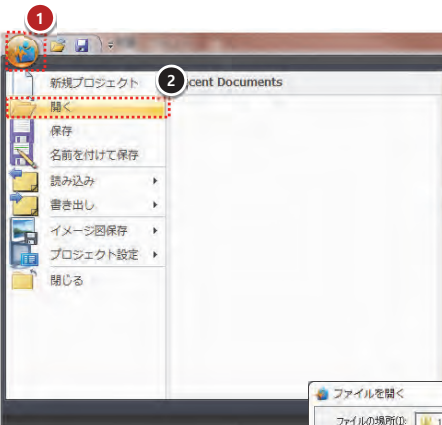 1
2
新規プロジェクト
cent Documents
開く
保存
名前を付けて保存
読み込み
書き出し
イメージ図保存
プロジェクト設定
閉じる
ファイルを開く
ファイルの場所(I):